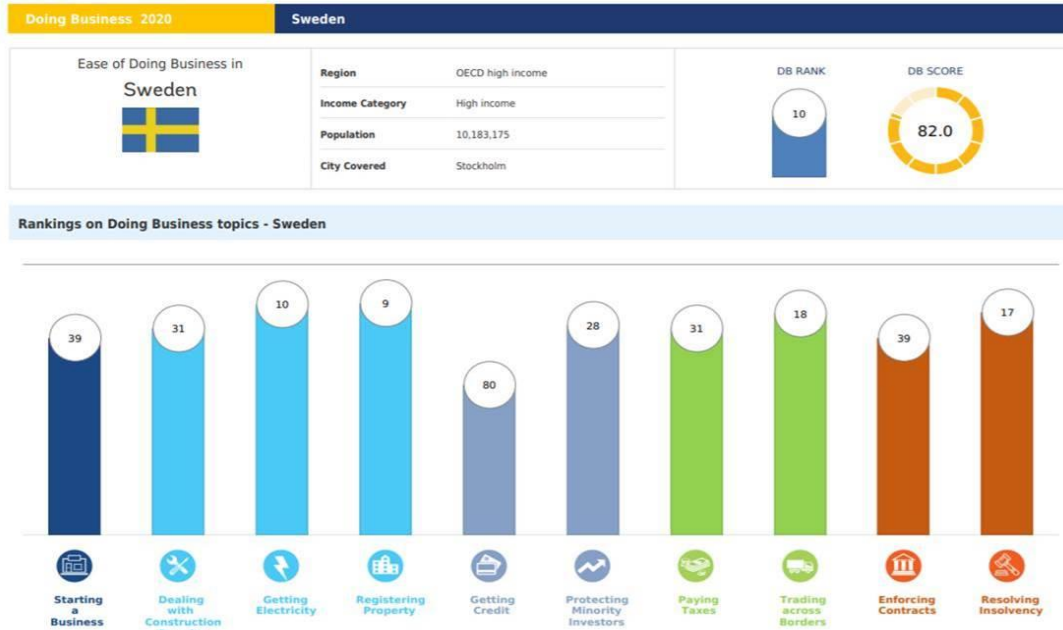 Doing Business 2020
Sweden
Ease of Doing Business in
Sweden
Region OECD high income
Income Category High income
Population 10,183,175
City Covered Stockholm
DB RANK DB SCORE
10
82.0
Rankings on Doing Business topics - Sweden
39 31 10 9 80 28 31 18 39 17
Starting
a
Business
Dealing
with
Construction
Getting
Electricity
Registering
Property
Getting
Credit
Protecting
Minority
Investors
Paying
Taxes
Trading
across
Borders
Enforcing
Contracts
Resolving
Insolvency